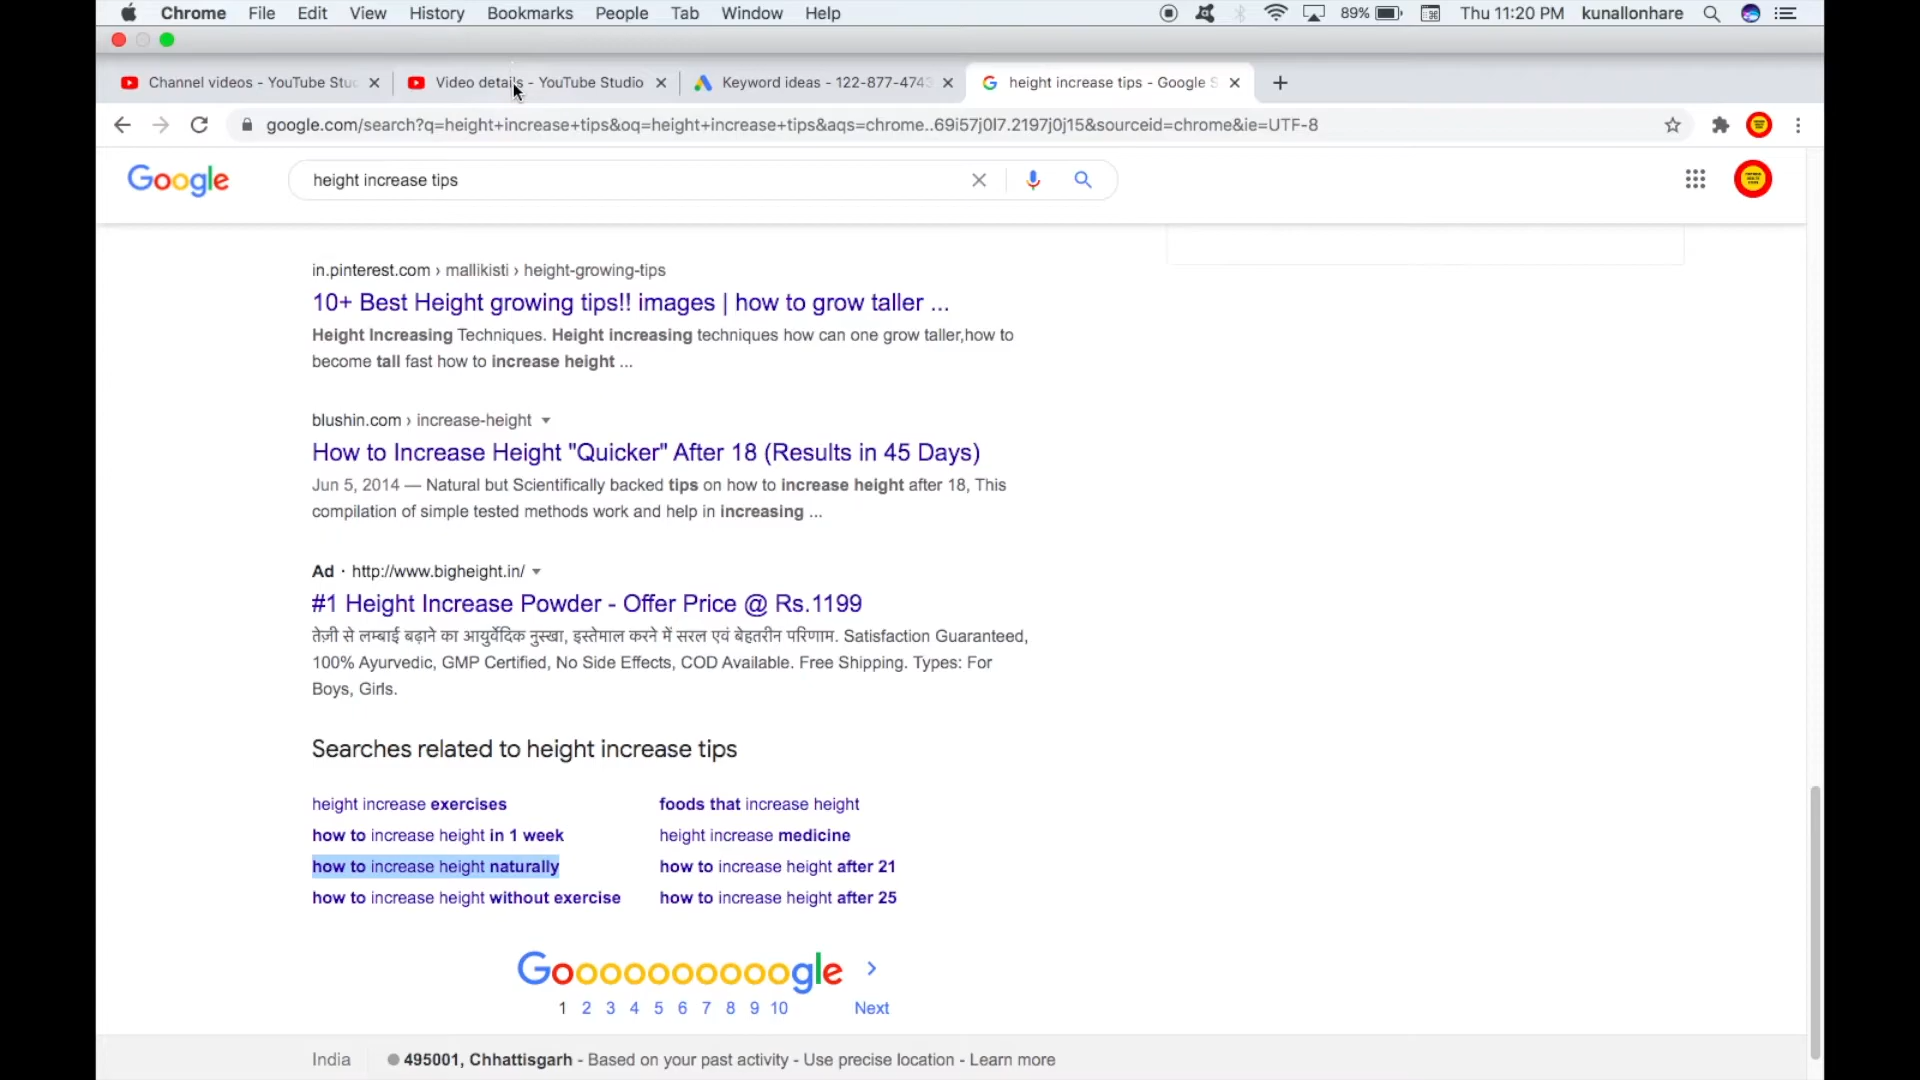 Chrome File Edit View History Bookmarks People Tab Window Help 89% Thu 11:20 PM kunallonhare
Channel videos - YouTube Stu Video details - YouTube Studio Keyword ideas - 122-877-474 height increase tips - Google S
google.com/search?q=height+increase+tips&oq=height+increase+tips&aqs=chrome..69i57j0l7.2197j0j15&sourceid=chrome&ie=UTF-8
Google height increase tips
in.pinterest.com › mallikisti › height-growing-tips
10+ Best Height growing tips!! images | how to grow taller ...
Height Increasing Techniques. Height increasing techniques how can one grow taller,how to
become tall fast how to increase height ...
blushin.com › increase-height
How to Increase Height "Quicker" After 18 (Results in 45 Days)
Jun 5, 2014 — Natural but Scientifically backed tips on how to increase height after 18, This
compilation of simple tested methods work and help in increasing ...
Ad · http://www.bigheight.in/
#1 Height Increase Powder - Offer Price @ Rs.1199
तेज़ी से लम्बाई बढ़ाने का आयुर्वेदिक नुस्खा, इस्तेमाल करने में सरल एवं बेहतरीन परिणाम. Satisfaction Guaranteed,
100% Ayurvedic, GMP Certified, No Side Effects, COD Available. Free Shipping. Types: For
Boys, Girls.
Searches related to height increase tips
height increase exercises foods that increase height
how to increase height in 1 week height increase medicine
how to increase height naturally how to increase height after 21
how to increase height without exercise how to increase height after 25
Goooooooooogle
1 2 3 4 5 6 7 8 9 10 Next
India 495001, Chhattisgarh - Based on your past activity - Use precise location - Learn more